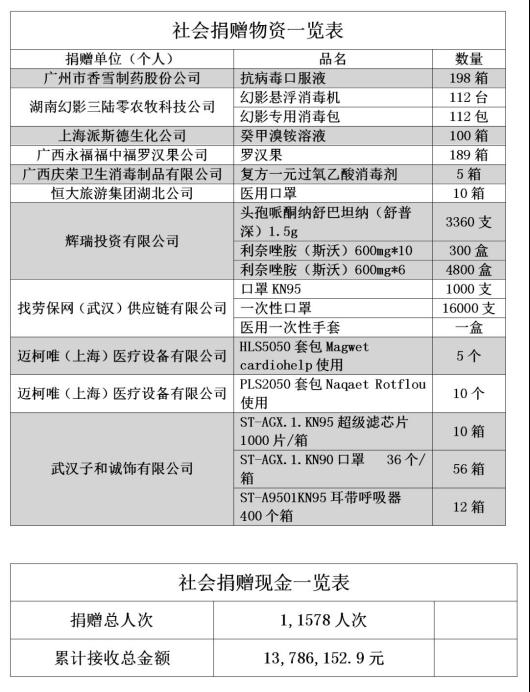 社会捐赠物资一览表
捐赠单位（个人） 品名 数量
广州市香雪制药股份公司 抗病毒口服液 198 箱
湖南幻影三陆零农牧科技公司 幻影悬浮消毒机 112 台
幻影专用消毒包 112 包
上海派斯德生化公司 癸甲溴铵溶液 100 箱
广西永福福中福罗汉果公司 罗汉果 189 箱
广西庆荣卫生消毒制品有限公司 复方一元过氧乙酸消毒剂 5 箱
恒大旅游集团湖北公司 医用口罩 10 箱
辉瑞投资有限公司 头孢哌酮纳舒巴坦纳（舒普
深）1.5g 3360 支
利奈唑胺（斯沃）600mg*10 300 盒
利奈唑胺（斯沃）600mg*6 4800 盒
找劳保网（武汉）供应链有限公司 口罩 KN95 1000 支
一次性口罩 16000 支
医用一次性手套 一盒
迈柯唯（上海）医疗设备有限公司 HLS5050 套包 Magwet
cardiohelp 使用 5 个
迈柯唯（上海）医疗设备有限公司 PLS2050 套包 Naqaet Rotflou
使用 10 个
武汉子和诚饰有限公司 ST-AGX.1.KN95 超级滤芯片
1000 片/箱 10 箱
ST-AGX.1.KN90 口罩 36 个/
箱 56 箱
ST-A9501KN95 耳带呼吸器
400 个箱 12 箱
社会捐赠现金一览表
捐赠总人次 1,1578 人次
累计接收总金额 13,786,152.9 元